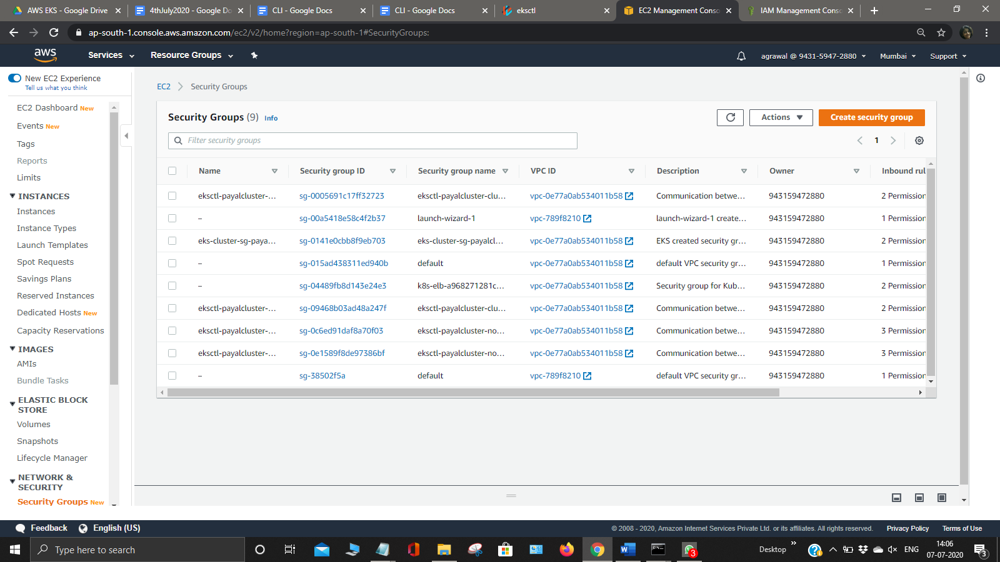 AWS EKS - Google Drive
4thJuly2020 - Google Do
CLI - Google Docs
CLI - Google Docs
eksctl
EC2 Management Conso
IAM Management Conso
ap-south-1.console.aws.amazon.com/ec2/v2/home?region=ap-south-1#SecurityGroups:
aws
Services
Resource Groups
agrawal @ 9431-5947-2880
Mumbai
Support
New EC2 Experience
Tell us what you think
EC2 Dashboard New
Events New
Tags
Reports
Limits
INSTANCES
Instances
Instance Types
Launch Templates
Spot Requests
Savings Plans
Reserved Instances
Dedicated Hosts New
Capacity Reservations
IMAGES
AMIs
Bundle Tasks
ELASTIC BLOCK
STORE
Volumes
Snapshots
Lifecycle Manager
NETWORK &
SECURITY
Security Groups New
EC2 Security Groups
Security Groups (9) Info
Actions
Create security group
Filter security groups
1
Name Security group ID Security group name VPC ID Description Owner Inbound rul
eksctl-payalcluster-... sg-0005691c17ff32723 eksctl-payalcluster-clu... vpc-0e77a0ab534011b58 Communication betwe... 943159472880 2 Permission
– sg-00a5418e58c4f2b37 launch-wizard-1 vpc-789f8210 launch-wizard-1 create... 943159472880 1 Permission
eks-cluster-sg-paya... sg-0141e0cbb8f9eb703 eks-cluster-sg-payalcl... vpc-0e77a0ab534011b58 EKS created security gr... 943159472880 2 Permission
– sg-015ad438311ed940b default vpc-0e77a0ab534011b58 default VPC security gr... 943159472880 1 Permission
– sg-04489fb8d143e24e3 k8s-elb-a968271281c... vpc-0e77a0ab534011b58 Security group for Kub... 943159472880 2 Permission
eksctl-payalcluster-... sg-09468b03ad48a247f eksctl-payalcluster-clu... vpc-0e77a0ab534011b58 Communication betwe... 943159472880 2 Permission
eksctl-payalcluster-... sg-0c6ed91daf8a70f03 eksctl-payalcluster-no... vpc-0e77a0ab534011b58 Communication betwe... 943159472880 3 Permission
eksctl-payalcluster-... sg-0e1589f8de97386bf eksctl-payalcluster-no... vpc-0e77a0ab534011b58 Communication betwe... 943159472880 3 Permission
– sg-38502f5a default vpc-789f8210 default VPC security gr... 943159472880 1 Permission
Feedback
English (US)
© 2008 - 2020, Amazon Internet Services Private Ltd. or its affiliates. All rights reserved.
Privacy Policy
Terms of Use
Type here to search
3
Desktop
ENG
14:06
07-07-2020
3